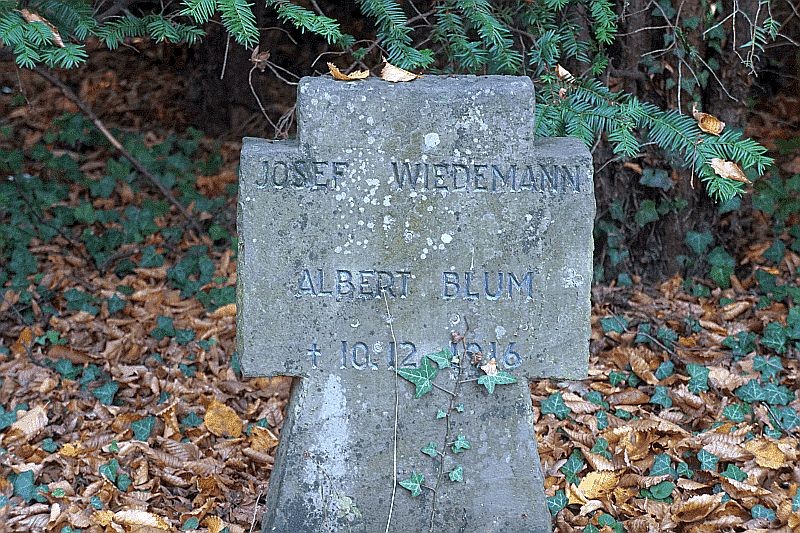 JOSEF WIEDEMANN
ALBERT BLUM
† 10.12.1916